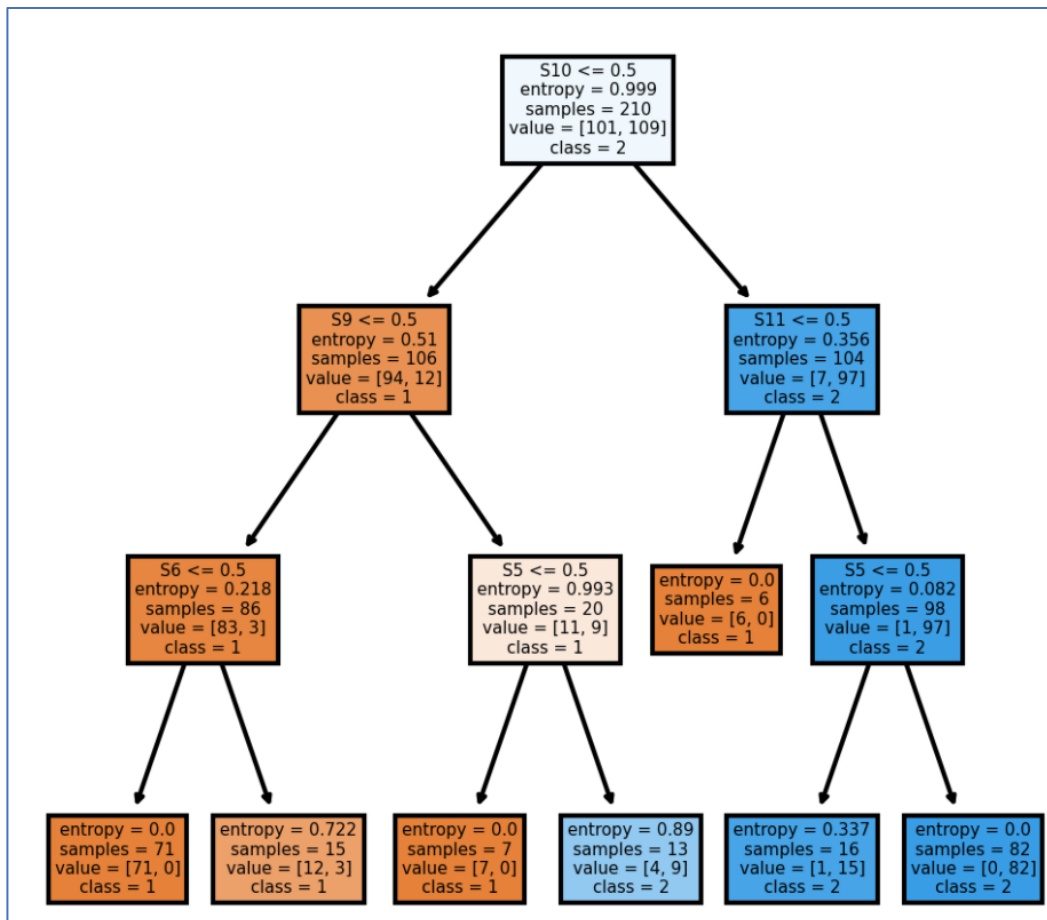 S10 <= 0.5
entropy = 0.999
samples = 210
value = [101, 109]
class = 2
S9 <= 0.5
entropy = 0.51
samples = 106
value = [94, 12]
class = 1
S11 <= 0.5
entropy = 0.356
samples = 104
value = [7, 97]
class = 2
S6 <= 0.5
entropy = 0.218
samples = 86
value = [83, 3]
class = 1
S5 <= 0.5
entropy = 0.993
samples = 20
value = [11, 9]
class = 1
entropy = 0.0
samples = 6
value = [6, 0]
class = 1
S5 <= 0.5
entropy = 0.082
samples = 98
value = [1, 97]
class = 2
entropy = 0.0
samples = 71
value = [71, 0]
class = 1
entropy = 0.722
samples = 15
value = [12, 3]
class = 1
entropy = 0.0
samples = 7
value = [7, 0]
class = 1
entropy = 0.89
samples = 13
value = [4, 9]
class = 2
entropy = 0.337
samples = 16
value = [1, 15]
class = 2
entropy = 0.0
samples = 82
value = [0, 82]
class = 2